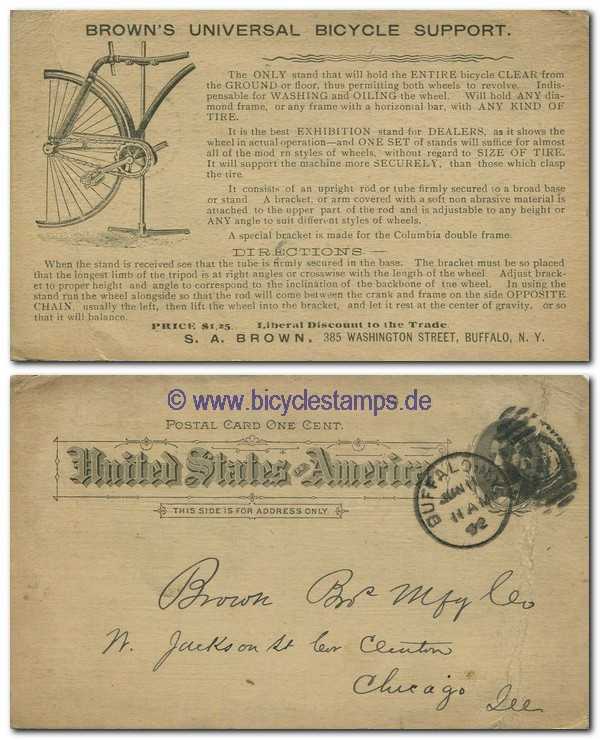 BROWN'S UNIVERSAL BICYCLE SUPPORT.
The ONLY stand that will hold the ENTIRE bicycle CLEAR from
the GROUND or floor, thus permitting both wheels to revolve. Indis-
pensable for WASHING and OILING the wheel. Will hold ANY dia-
mond frame, or any frame with a horizonial bar, with ANY KIND OF
TIRE.
It is the best EXHIBITION stand for DEALERS, as it shows the
wheel in actual operation—and ONE SET of stands will suffice for almost
all of the mod rn styles of wheels, without regard to SIZE OF TIRE.
It will support the machine more SECURELY, than those which clasp
the tire.
It consists of an upright rod or tube firmly secured to a broad base
or stand. A bracket, or arm covered with a soft non abrasive material is
attached to the upper part of the rod and is adjustable to any height or
ANY angle to suit different styles of wheels.
A special bracket is made for the Columbia double frame.
DIRECTIONS—
When the stand is received see that the tube is firmly secured in the base. The bracket must be so placed
that the longest limb of the tripod is at right angles or crosswise with the length of the wheel. Adjust brack-
et to proper height and angle to correspond to the inclination of the backbone of the wheel. In using the
stand run the wheel alongside so that the rod will come between the crank and frame on the side OPPOSITE
CHAIN, usually the left, then lift the wheel into the bracket, and let it rest at the center of gravity, or so
that it will balance.
PRICE $1,25. Liberal Discount to the Trade.
S. A. BROWN, 385 WASHINGTON STREET, BUFFALO, N. Y.
© www.bicyclestamps.de
POSTAL CARD ONE CENT.
United States of America
THIS SIDE IS FOR ADDRESS ONLY.
BUFFALO, N.Y.
JUN 11
11 AM
92
Brown Bros Mfg Co
W. Jackson St Cor Clinton
Chicago Ill